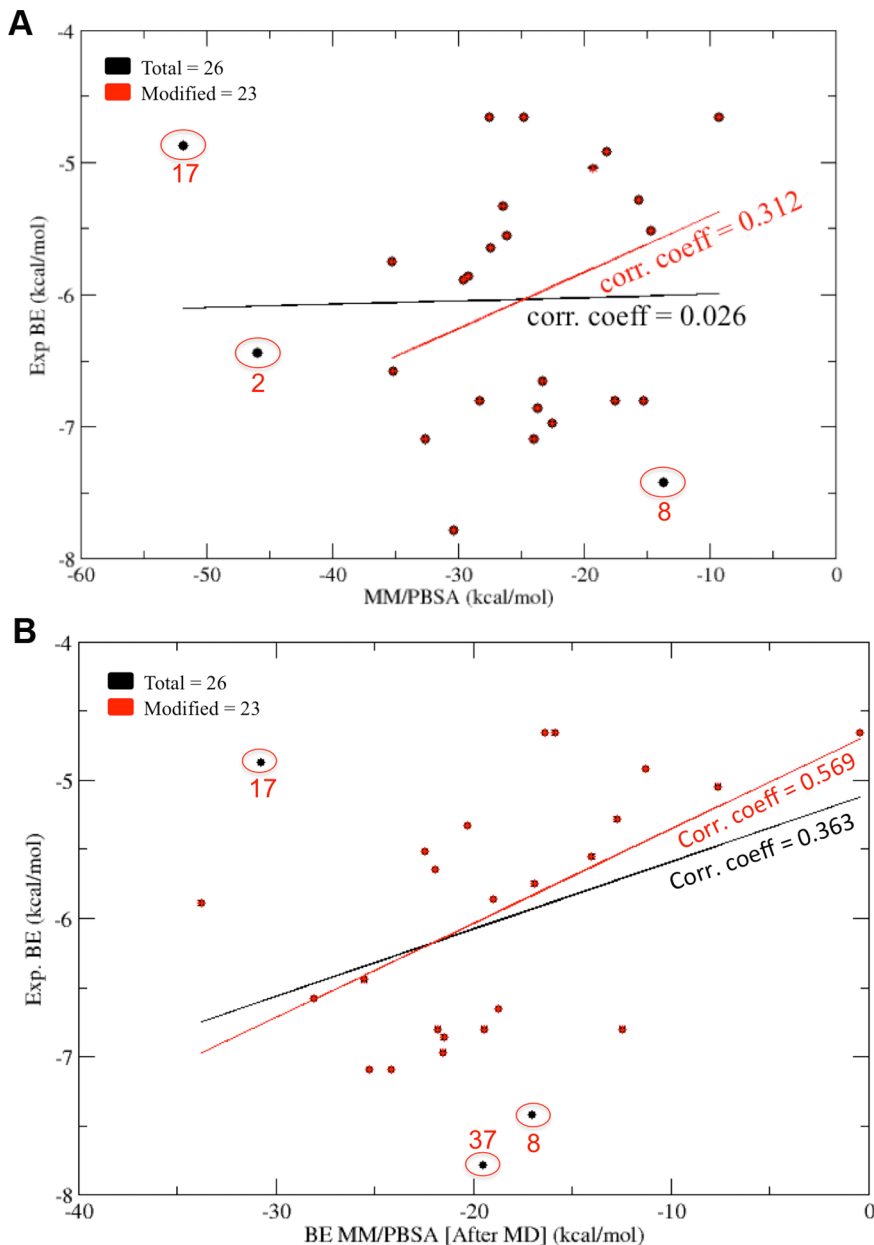 A
-4
Total = 26
Modified = 23
17
-5
corr. coeff = 0.312
Exp BE (kcal/mol)
-6
corr. coeff = 0.026
2
-7
8
-8
-60
-50
-40
-30
-20
-10
0
MM/PBSA (kcal/mol)
B
-4
Total = 26
Modified = 23
17
-5
Corr. coeff = 0.569
Corr. coeff = 0.363
Exp. BE (kcal/mol)
-6
-7
37
8
-8
-40
-30
-20
-10
0
BE MM/PBSA [After MD] (kcal/mol)